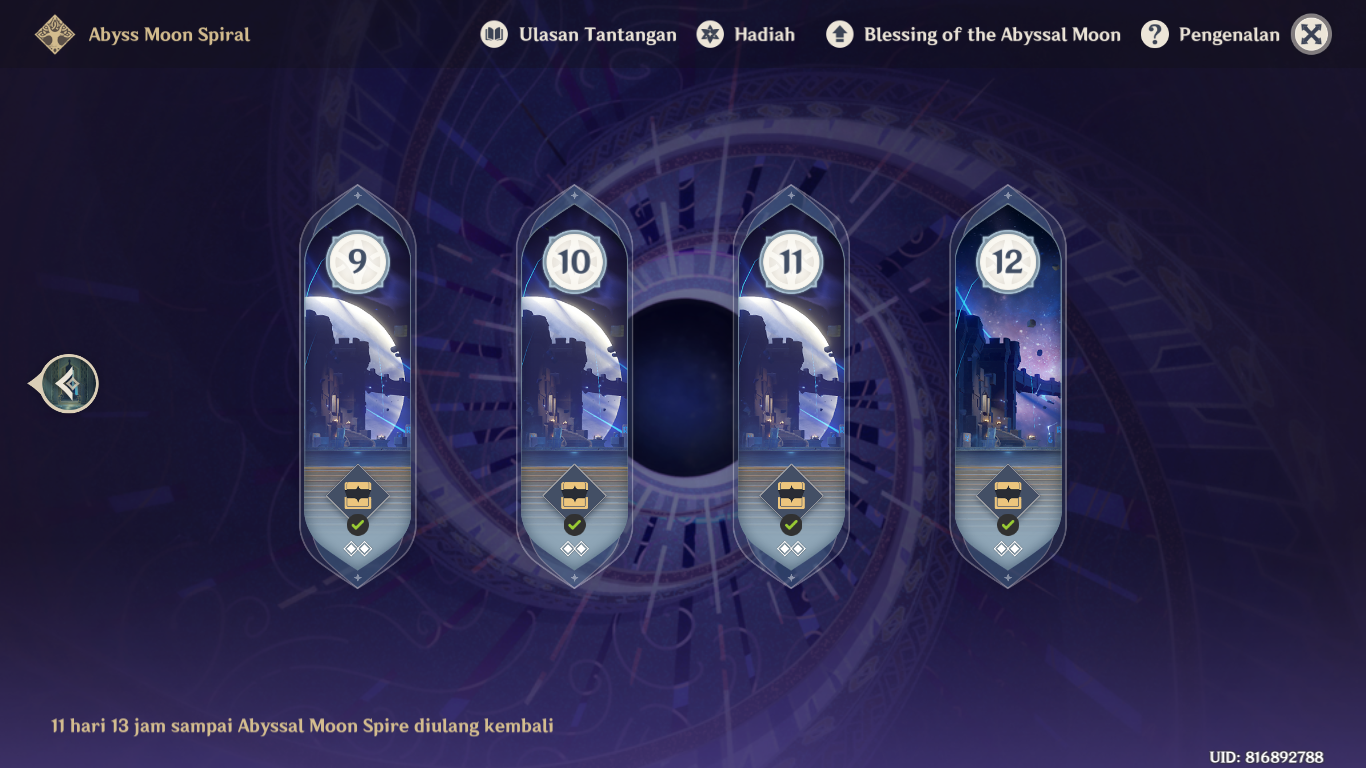 Abyss Moon Spiral
Ulasan Tantangan
Hadiah
Blessing of the Abyssal Moon
? Pengenalan
9
10
11
12
11 hari 13 jam sampai Abyssal Moon Spire diulang kembali
UID: 816892788